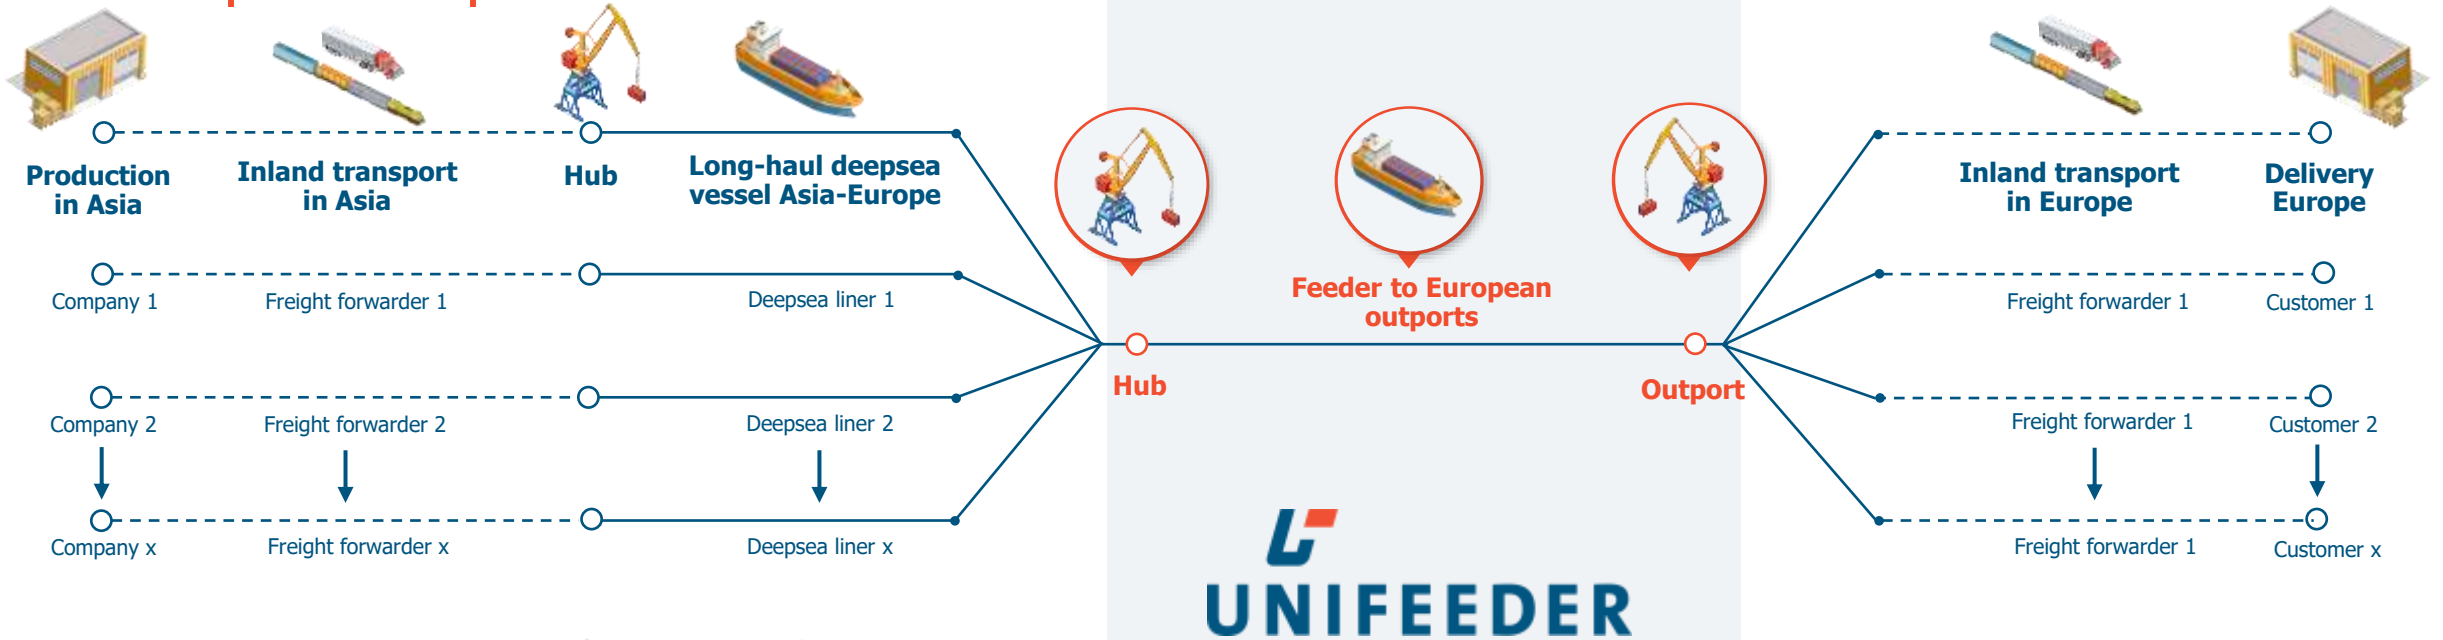 Production
in Asia
Inland transport
in Asia
Hub
Long-haul deepsea
vessel Asia-Europe
Inland transport
in Europe
Delivery
Europe
Feeder to European
outports
Hub
Outport
Company 1
Freight forwarder 1
Deepsea liner 1
Freight forwarder 1
Customer 1
Company 2
Freight forwarder 2
Deepsea liner 2
Freight forwarder 1
Customer 2
Company x
Freight forwarder x
Deepsea liner x
Freight forwarder 1
Customer x
UNIFEEDER